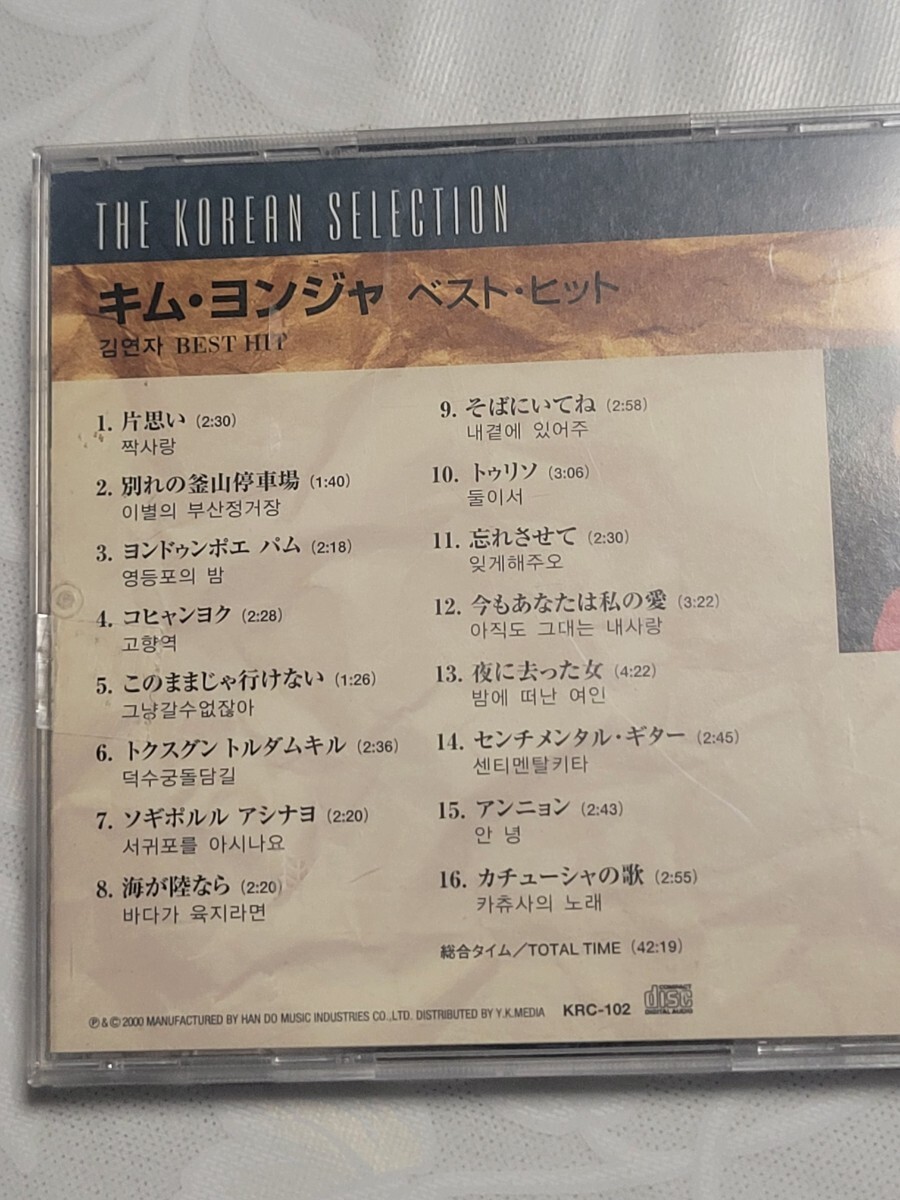 THE KOREAN SELECTION
キム・ヨンジャ ベスト・ヒット
김연자 BEST HIT
1. 片思い (2:30)
짝사랑
2. 別れの釜山停車場 (1:40)
이별의 부산정거장
3. ヨンドゥンポエ パム (2:18)
영등포의 밤
4. コヒャンヨク (2:28)
고향역
5. このままじゃ行けない (1:26)
그냥갈수없잖아
6. トクスグン トルダムキル (2:36)
덕수궁돌담길
7. ソギポルル アシナヨ (2:20)
서귀포를 아시나요
8. 海が陸なら (2:20)
바다가 육지라면
9. そばにいてね (2:58)
내곁에 있어주
10. トゥリソ (3:06)
둘이서
11. 忘れさせて (2:30)
잊게해주오
12. 今もあなたは私の愛 (3:22)
아직도 그대는 내사랑
13. 夜に去った女 (4:22)
밤에 떠난 여인
14. センチメンタル・ギター (2:45)
센티멘탈키타
15. アンニョン (2:43)
안 녕
16. カチューシャの歌 (2:55)
카츄사의 노래
総合タイム／TOTAL TIME (42:19)
℗&©2000 MANUFACTURED BY HAN DO MUSIC INDUSTRIES CO.,LTD. DISTRIBUTED BY Y.K.MEDIA KRC-102
COMPACT disc DIGITAL AUDIO